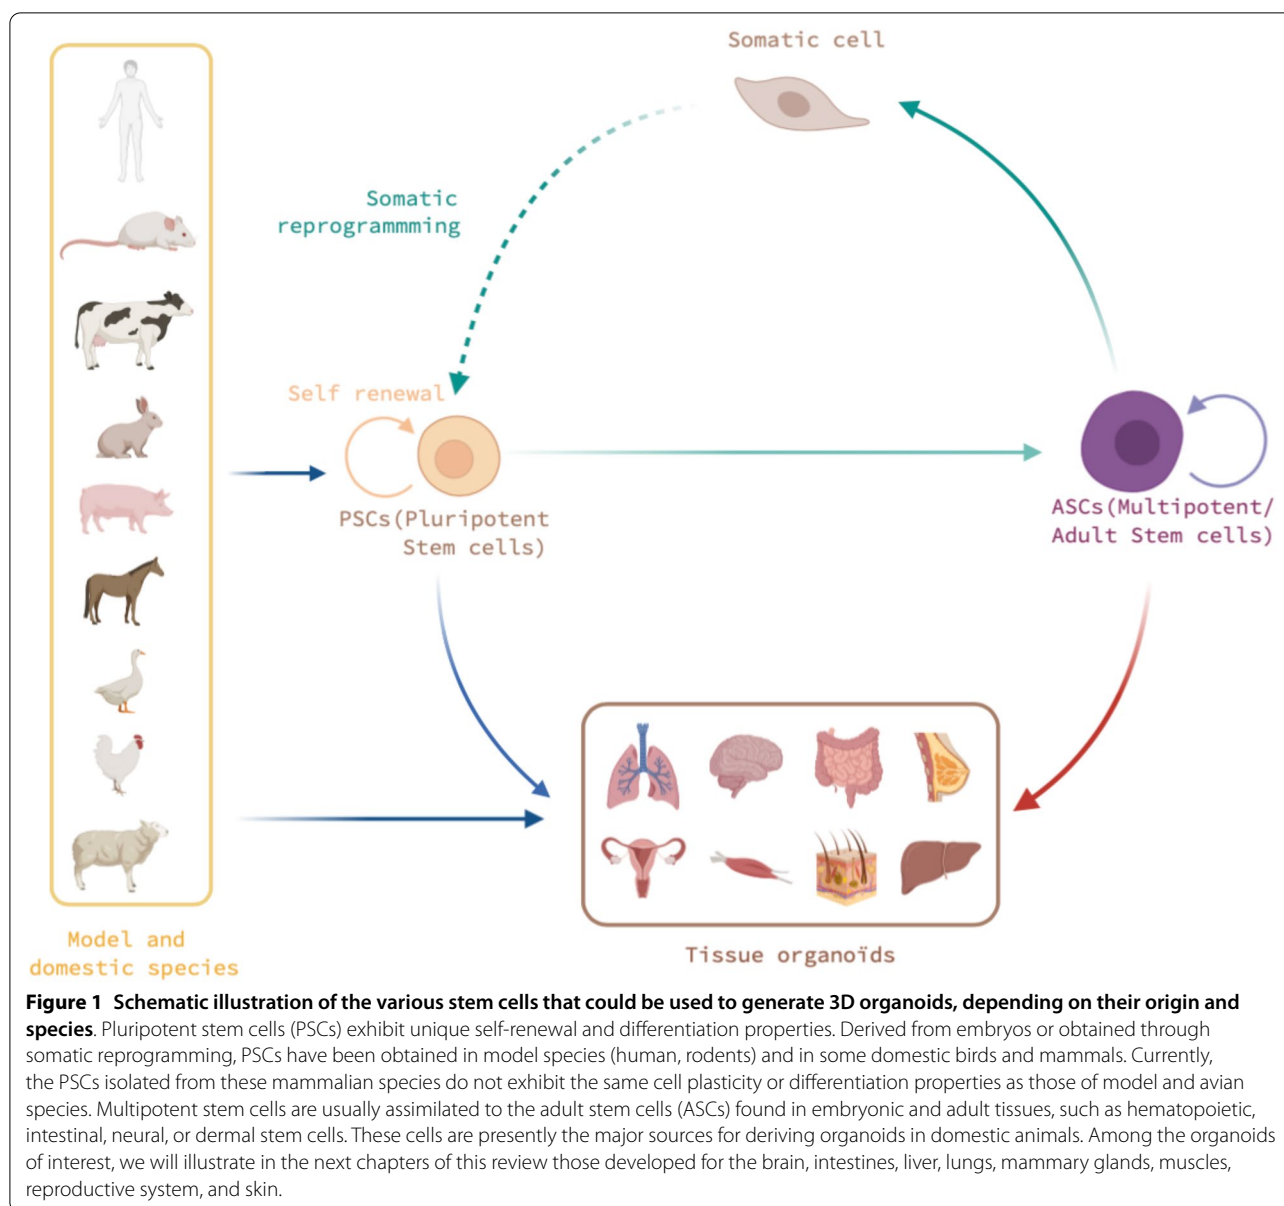 Somatic cell
Somatic
reprogrammming
Self renewal
PSCs(Pluripotent
Stem cells)
ASCs(Multipotent/
Adult Stem cells)
Model and
domestic species
Tissue organoïds
Figure 1 Schematic illustration of the various stem cells that could be used to generate 3D organoids, depending on their origin and
species. Pluripotent stem cells (PSCs) exhibit unique self-renewal and differentiation properties. Derived from embryos or obtained through
somatic reprogramming, PSCs have been obtained in model species (human, rodents) and in some domestic birds and mammals. Currently,
the PSCs isolated from these mammalian species do not exhibit the same cell plasticity or differentiation properties as those of model and avian
species. Multipotent stem cells are usually assimilated to the adult stem cells (ASCs) found in embryonic and adult tissues, such as hematopoietic,
intestinal, neural, or dermal stem cells. These cells are presently the major sources for deriving organoids in domestic animals. Among the organoids
of interest, we will illustrate in the next chapters of this review those developed for the brain, intestines, liver, lungs, mammary glands, muscles,
reproductive system, and skin.